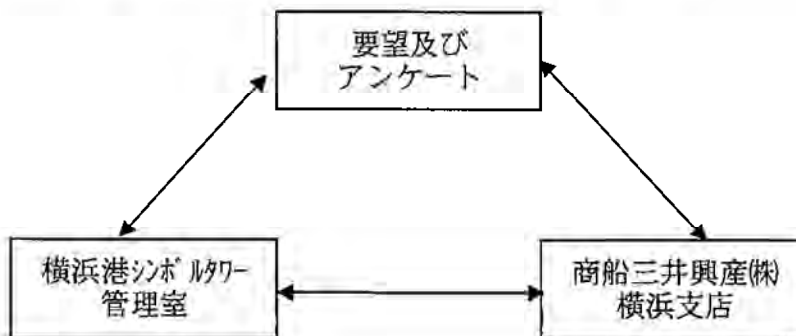 要望及び
アンケート
横浜港ｼﾝﾎﾞﾙﾀﾜｰ
管理室
商船三井興産㈱
横浜支店